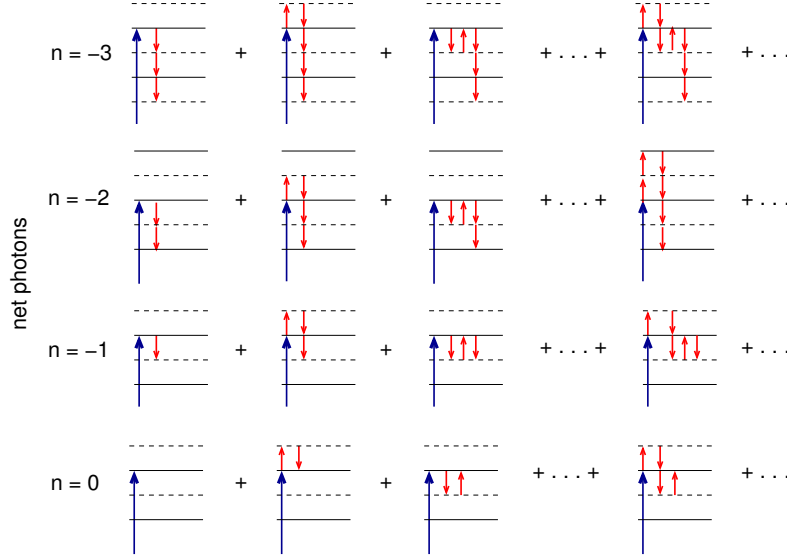 net photons
n = −3 + + + . . . + + . . .
n = −2 + + + . . . + + . . .
n = −1 + + + . . . + + . . .
n = 0 + + + . . . + + . . .